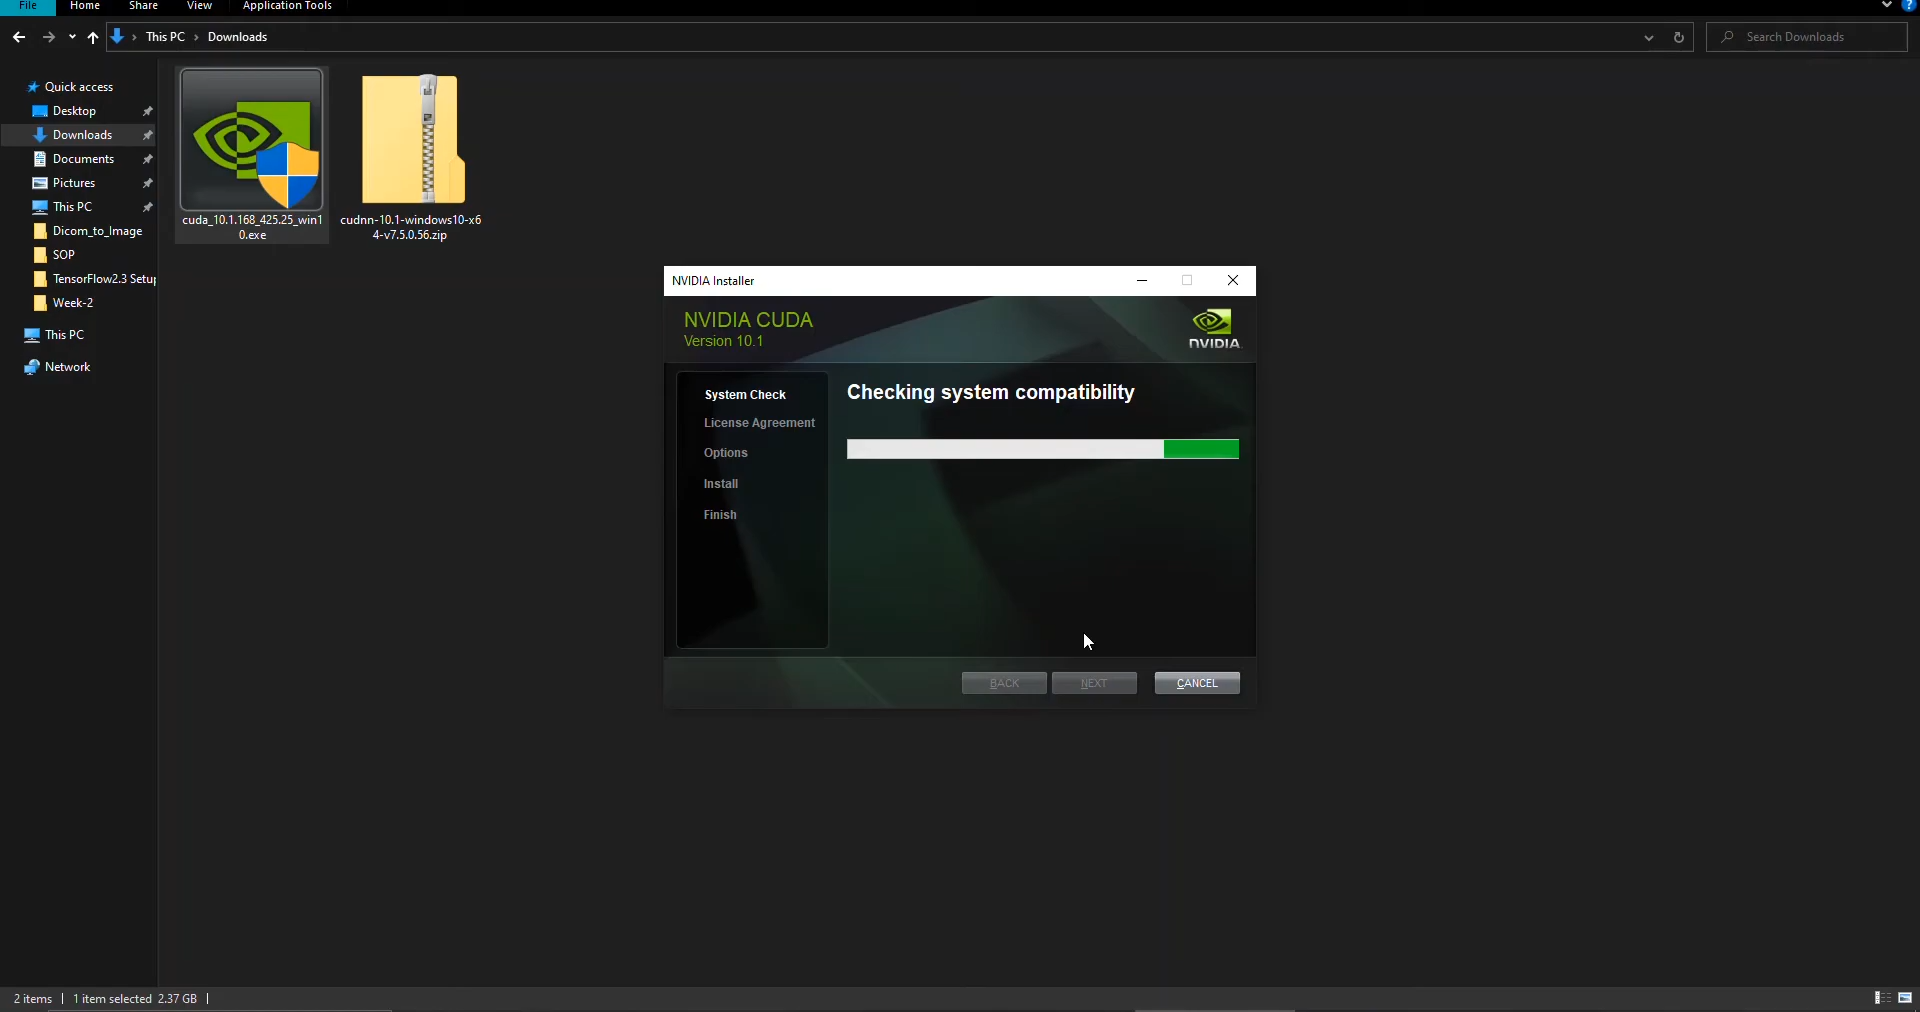 File Home Share View Application Tools
This PC › Downloads
Search Downloads
Quick access
Desktop
Downloads
Documents
Pictures
This PC
Dicom_to_Image
SOP
TensorFlow2.3 Setup
Week-2
This PC
Network
cuda_10.1.168_425.25_win1
0.exe
cudnn-10.1-windows10-x6
4-v7.5.0.56.zip
NVIDIA Installer
NVIDIA CUDA
Version 10.1
NVIDIA.
System Check
License Agreement
Options
Install
Finish
Checking system compatibility
BACK NEXT CANCEL
2 items 1 item selected 2.37 GB